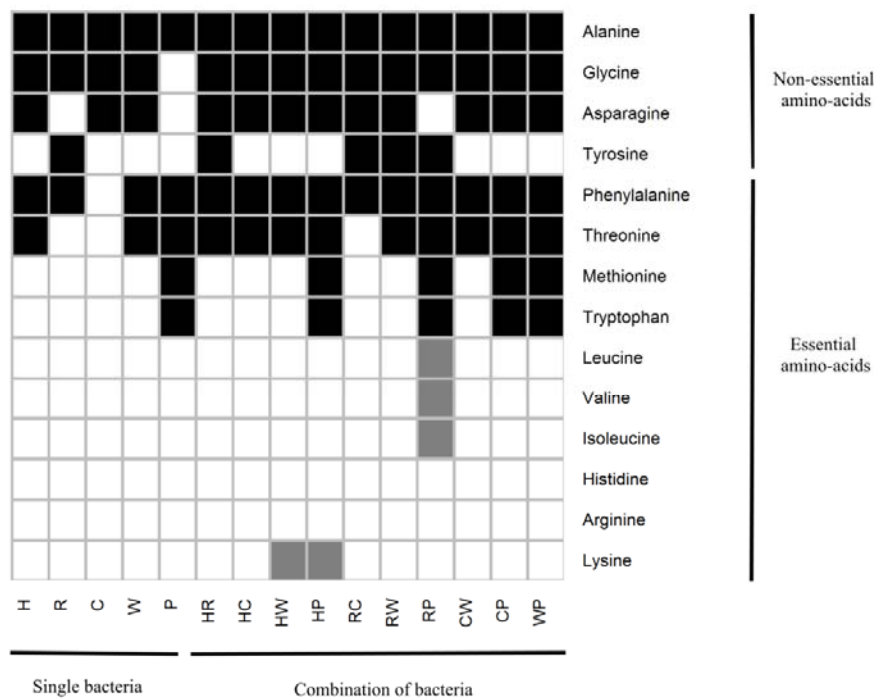 Alanine
Glycine
Asparagine
Tyrosine
Phenylalanine
Threonine
Methionine
Tryptophan
Leucine
Valine
Isoleucine
Histidine
Arginine
Lysine
Non-essential
amino-acids
Essential
amino-acids
H R C W P HR HC HW HP RC RW RP CW CP WP
Single bacteria
Combination of bacteria